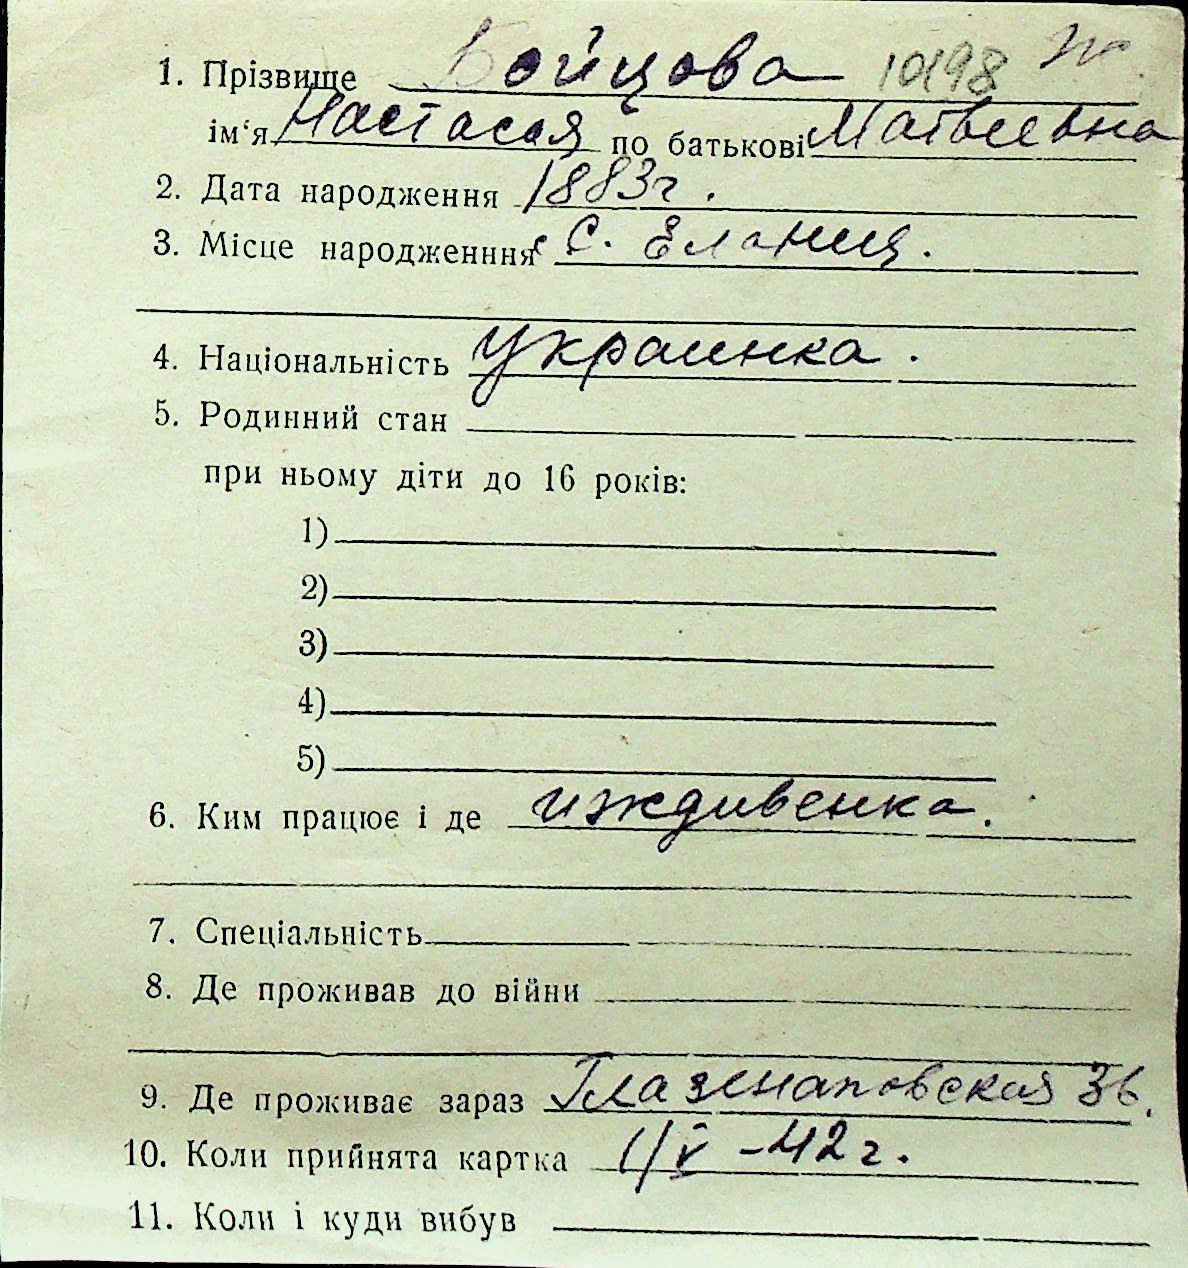 1. Прізвище Бойцова 10198
ім‘я Настасая по батькові Матвеевна
2. Дата народження 1883г.
3. Місце народженння с. Еланец.
4. Національність украинка.
5. Родинний стан
при ньому діти до 16 років:
1)
2)
3)
4)
5)
6. Ким працює і де иждивенка.
7. Спеціальність
8. Де проживав до війни
9. Де проживає зараз Глазенаповская 36.
10. Коли прийнята картка 1/V-42г.
11. Коли і куди вибув